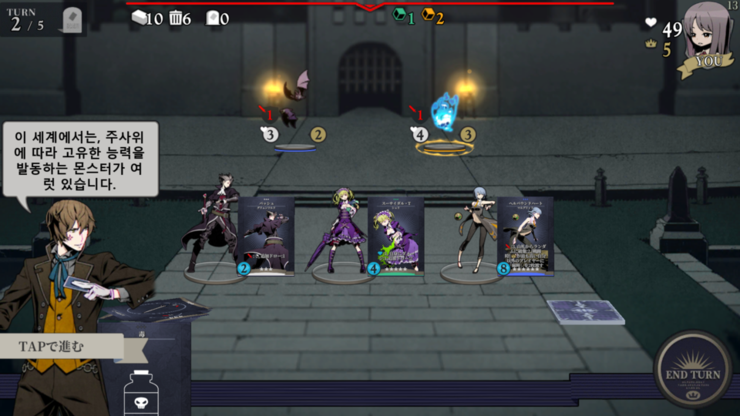 TURN
2 / 5
10
6
0
1
2
13
49
5
YOU
1
3
2
1
4
3
이 세계에서는, 주사위
에 따라 고유한 능력을
발동하는 몬스터가 여
럿 있습니다.
2
4
8
毒
TAPで進む
END TURN